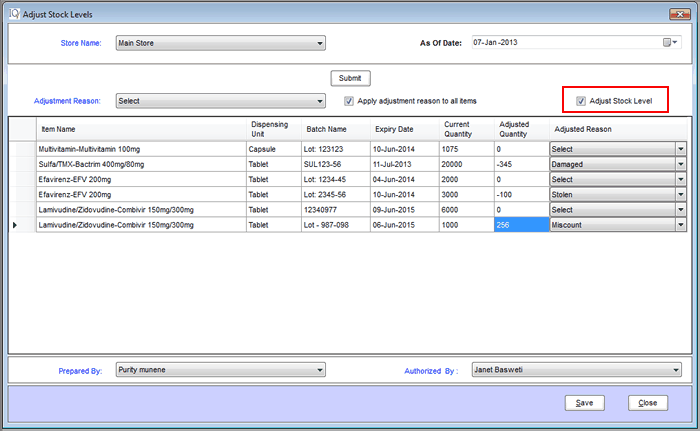 IQ Adjust Stock Levels
Store Name: Main Store As Of Date: 07-Jan-2013
Submit
Adjustment Reason: Select Apply adjustment reason to all items Adjust Stock Level
Item Name Dispensing Unit Batch Name Expiry Date Current Quantity Adjusted Quantity Adjusted Reason
Multivitamin-Multivitamin 100mg Capsule Lot: 123123 10-Jun-2014 1075 0 Select
Sulfa/TMX-Bactrim 400mg/80mg Tablet SUL123-56 11-Jul-2013 20000 -345 Damaged
Efavirenz-EFV 200mg Tablet Lot: 1234-45 04-Jun-2014 2000 0 Select
Efavirenz-EFV 200mg Tablet Lot: 2345-56 10-Jun-2014 3000 -100 Stolen
Lamivudine/Zidovudine-Combivir 150mg/300mg Tablet 12340977 09-Jun-2015 6000 0 Select
Lamivudine/Zidovudine-Combivir 150mg/300mg Tablet Lot - 987-098 06-Jun-2015 1000 256 Miscount
Prepared By: Purity munene Authorized By : Janet Basweti
Save Close